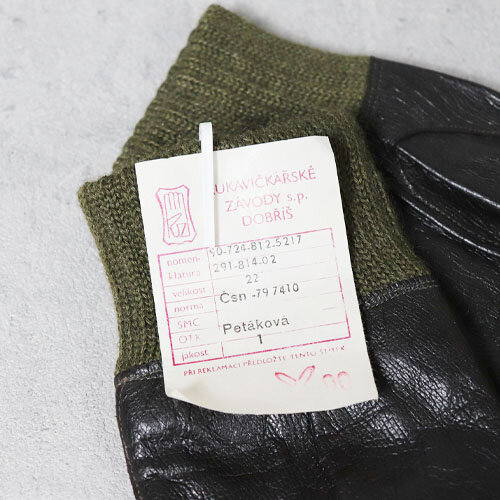 RUKAVIČKÁŘSKÉ
ZÁVODY s.p.
DOBŘÍŠ
nomen-
klatura 90-724-812.5217
291-814.02
velikost 22
norma Čsn -79 7410
SMC
OTK Petáková
jakost 1
PŘI REKLAMACI PŘEDLOŽTE TENTO ŠTÍTEK